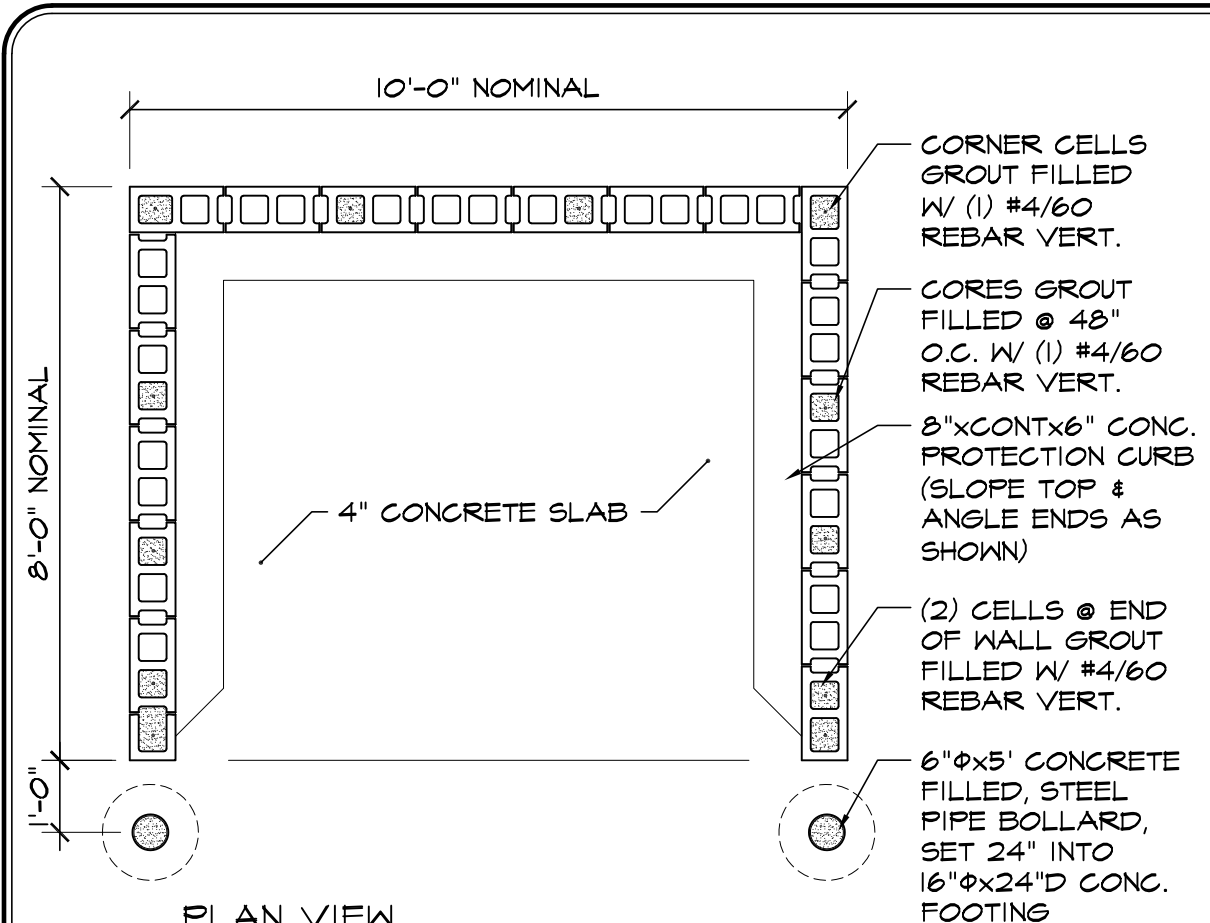 10'-0" NOMINAL
CORNER CELLS
GROUT FILLED
W/ (1) #4/60
REBAR VERT.
CORES GROUT
FILLED @ 48"
O.C. W/ (1) #4/60
REBAR VERT.
8"xCONTx6" CONC.
PROTECTION CURB
(SLOPE TOP &
ANGLE ENDS AS
SHOWN)
8'-0" NOMINAL
4" CONCRETE SLAB
(2) CELLS @ END
OF WALL GROUT
FILLED W/ #4/60
REBAR VERT.
1'-0"
6"Φx5' CONCRETE
FILLED, STEEL
PIPE BOLLARD,
SET 24" INTO
16"Φx24"D CONC.
FOOTING
PLAN VIEW